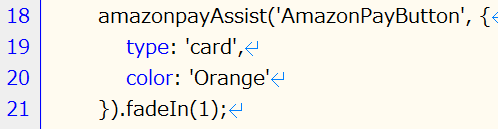 18 amazonpayAssist('AmazonPayButton', {↵
19 type: 'card',↵
20 color: 'Orange'↵
21 }).fadeIn(1);↵